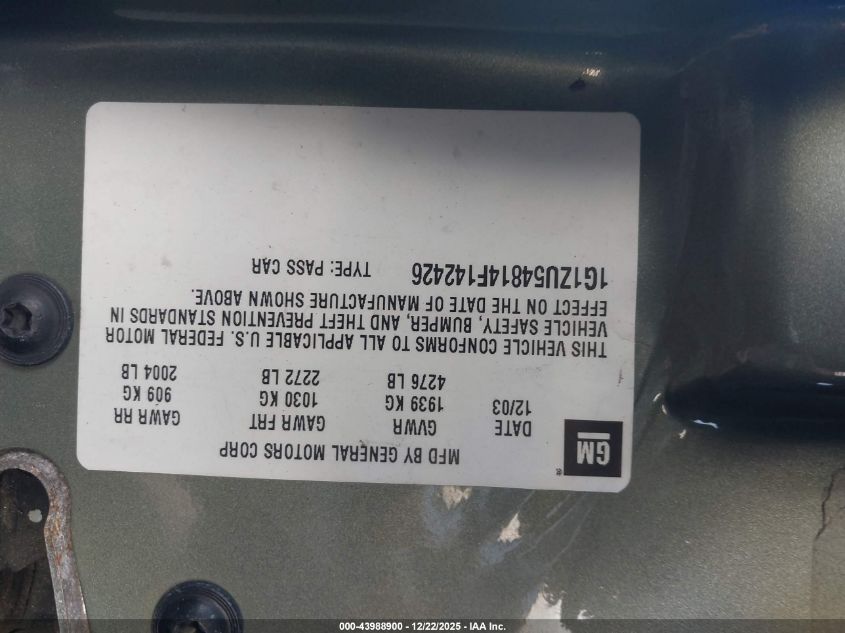 GM
MFD BY GENERAL MOTORS CORP
DATE GVWR GAWR FRT GAWR RR
12/03 1939 KG 1030 KG 909 KG
4276 LB 2272 LB 2004 LB
THIS VEHICLE CONFORMS TO ALL APPLICABLE U.S. FEDERAL MOTOR
VEHICLE SAFETY, BUMPER, AND THEFT PREVENTION STANDARDS IN
EFFECT ON THE DATE OF MANUFACTURE SHOWN ABOVE.
1G1ZU54814F142426 TYPE: PASS CAR
000-43988900 - 12/22/2025 - IAA Inc.